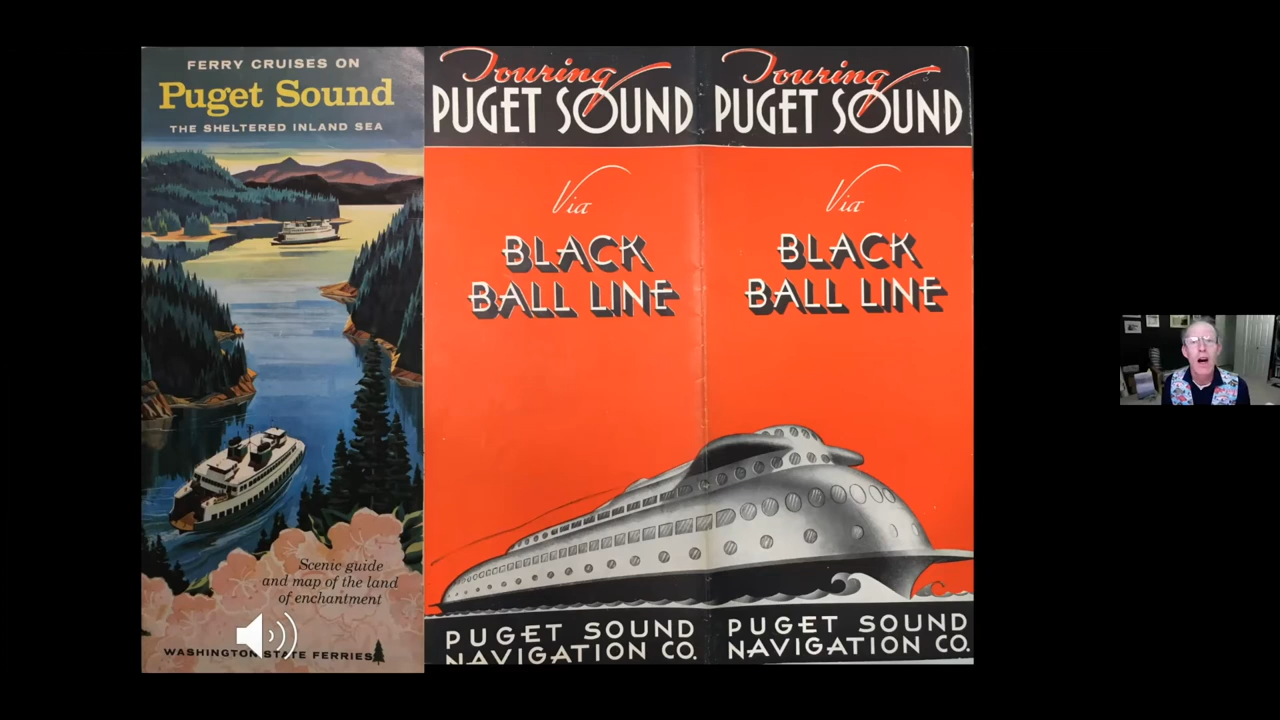 FERRY CRUISES ON
Puget Sound
THE SHELTERED INLAND SEA
Scenic guide
and map of the land
of enchantment
WASHINGTON STATE FERRIES
Touring
PUGET SOUND
Via
BLACK
BALL LINE
PUGET SOUND
NAVIGATION CO.
Touring
PUGET SOUND
Via
BLACK
BALL LINE
PUGET SOUND
NAVIGATION CO.